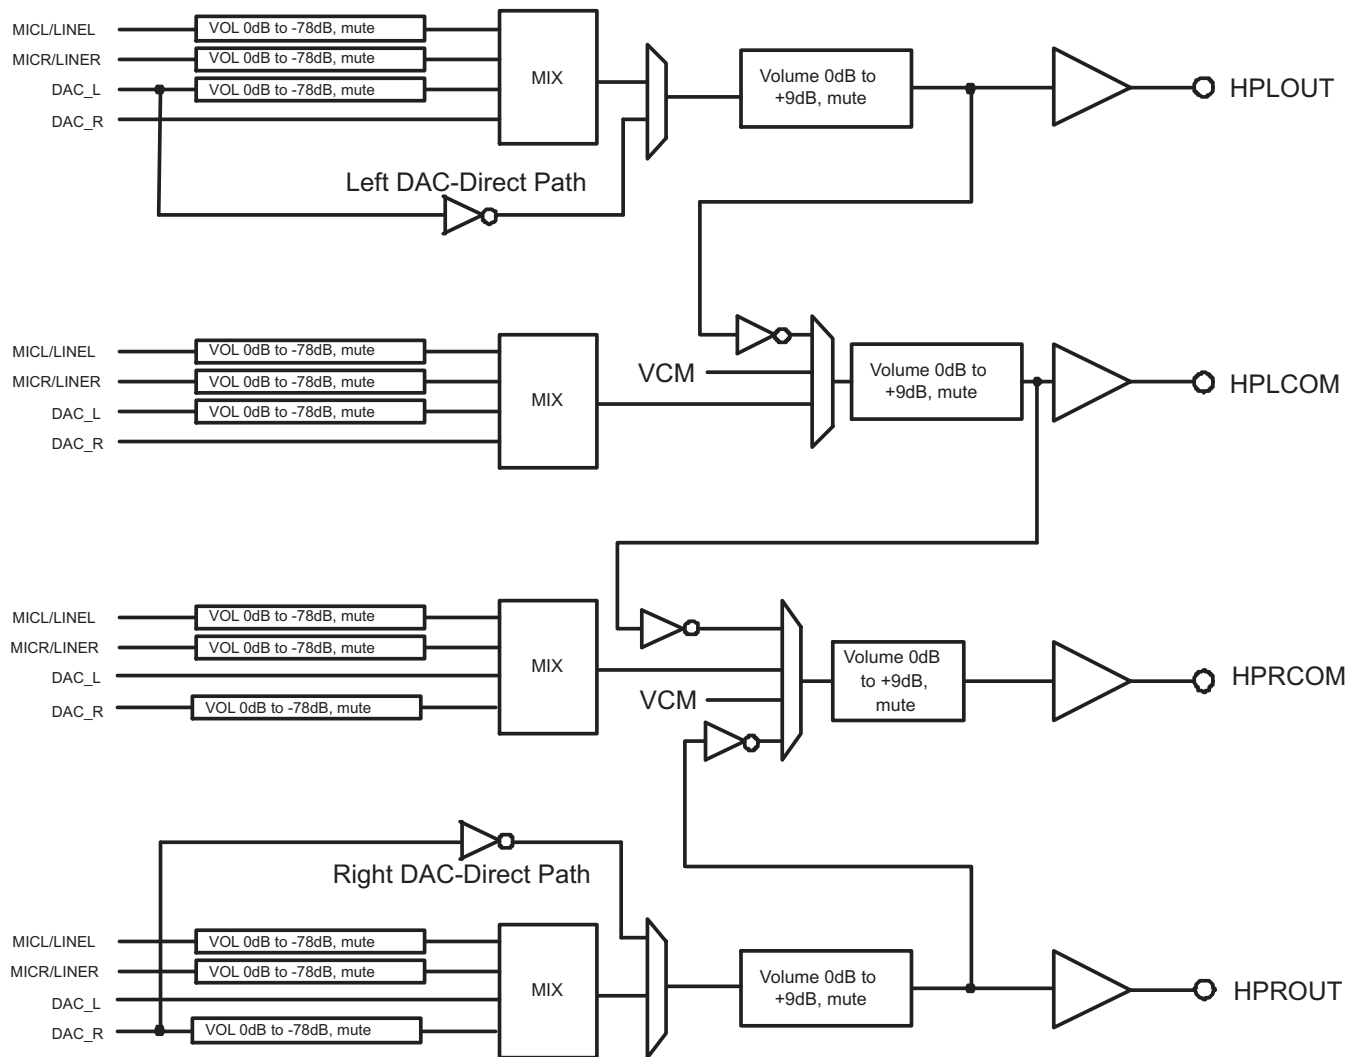 MICL/LINEL
VOL 0dB to -78dB, mute
MICR/LINER
VOL 0dB to -78dB, mute
DAC_L
VOL 0dB to -78dB, mute
DAC_R
MIX
Volume 0dB to
+9dB, mute
HPLOUT
Left DAC-Direct Path
MICL/LINEL
VOL 0dB to -78dB, mute
MICR/LINER
VOL 0dB to -78dB, mute
DAC_L
VOL 0dB to -78dB, mute
DAC_R
MIX
VCM
Volume 0dB to
+9dB, mute
HPLCOM
MICL/LINEL
VOL 0dB to -78dB, mute
MICR/LINER
VOL 0dB to -78dB, mute
DAC_L
DAC_R
VOL 0dB to -78dB, mute
MIX
VCM
Volume 0dB
to +9dB,
mute
HPRCOM
Right DAC-Direct Path
MICL/LINEL
VOL 0dB to -78dB, mute
MICR/LINER
VOL 0dB to -78dB, mute
DAC_L
DAC_R
VOL 0dB to -78dB, mute
MIX
Volume 0dB to
+9dB, mute
HPROUT